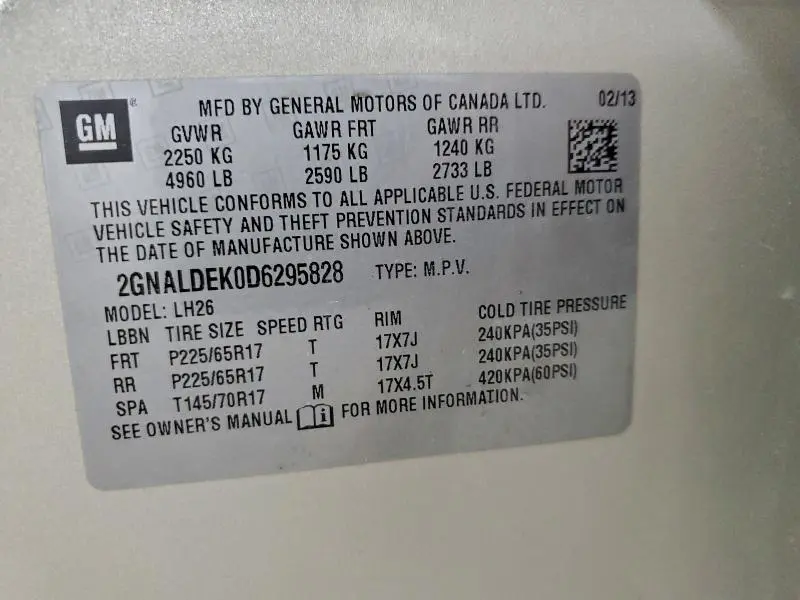 GM ® MFD BY GENERAL MOTORS OF CANADA LTD. 02/13
GVWR GAWR FRT GAWR RR
2250 KG 1175 KG 1240 KG
4960 LB 2590 LB 2733 LB
THIS VEHICLE CONFORMS TO ALL APPLICABLE U.S. FEDERAL MOTOR
VEHICLE SAFETY AND THEFT PREVENTION STANDARDS IN EFFECT ON
THE DATE OF MANUFACTURE SHOWN ABOVE.
2GNALDEK0D6295828 TYPE: M.P.V.
MODEL: LH26
LBBN TIRE SIZE SPEED RTG RIM COLD TIRE PRESSURE
FRT P225/65R17 T 17X7J 240KPA(35PSI)
RR P225/65R17 T 17X7J 240KPA(35PSI)
SPA T145/70R17 M 17X4.5T 420KPA(60PSI)
SEE OWNER'S MANUAL i FOR MORE INFORMATION.